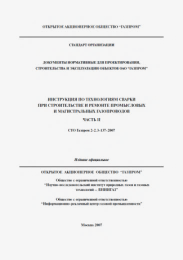 ОТКРЫТОЕ АКЦИОНЕРНОЕ ОБЩЕСТВО "ГАЗПРОМ"
СТАНДАРТ ОРГАНИЗАЦИИ
ДОКУМЕНТЫ НОРМАТИВНЫЕ ДЛЯ ПРОЕКТИРОВАНИЯ,
СТРОИТЕЛЬСТВА И ЭКСПЛУАТАЦИИ ОБЪЕКТОВ ОАО "ГАЗПРОМ"
ИНСТРУКЦИЯ ПО ТЕХНОЛОГИЯМ СВАРКИ
ПРИ СТРОИТЕЛЬСТВЕ И РЕМОНТЕ ПРОМЫСЛОВЫХ
И МАГИСТРАЛЬНЫХ ГАЗОПРОВОДОВ
ЧАСТЬ II
СТО Газпром 2-2.3-137-2007
Издание официальное
ОТКРЫТОЕ АКЦИОНЕРНОЕ ОБЩЕСТВО "ГАЗПРОМ"
Общество с ограниченной ответственностью
"Научно-исследовательский институт природных газов и газовых
технологий – ВНИИГАЗ"
Общество с ограниченной ответственностью
"Информационно-рекламный центр газовой промышленности"
Москва 2007